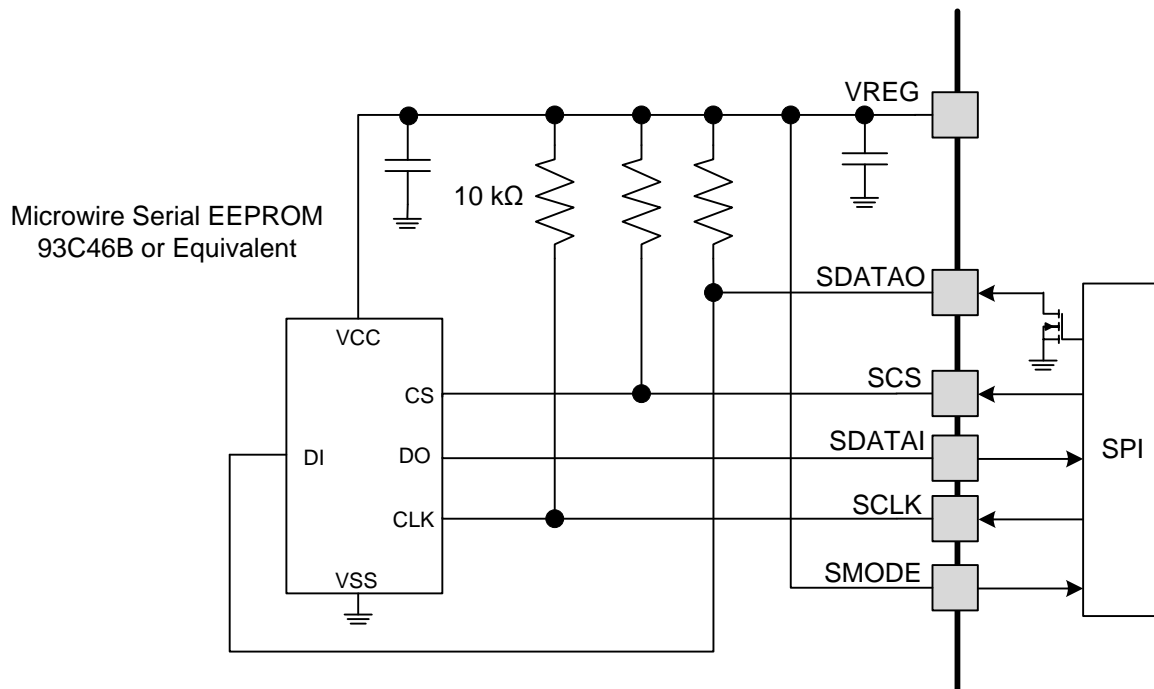 VREG
10 kΩ
Microwire Serial EEPROM
93C46B or Equivalent
SDATAO
VCC
SCS
CS
SDATAI
DI
DO
SPI
SCLK
CLK
SMODE
VSS